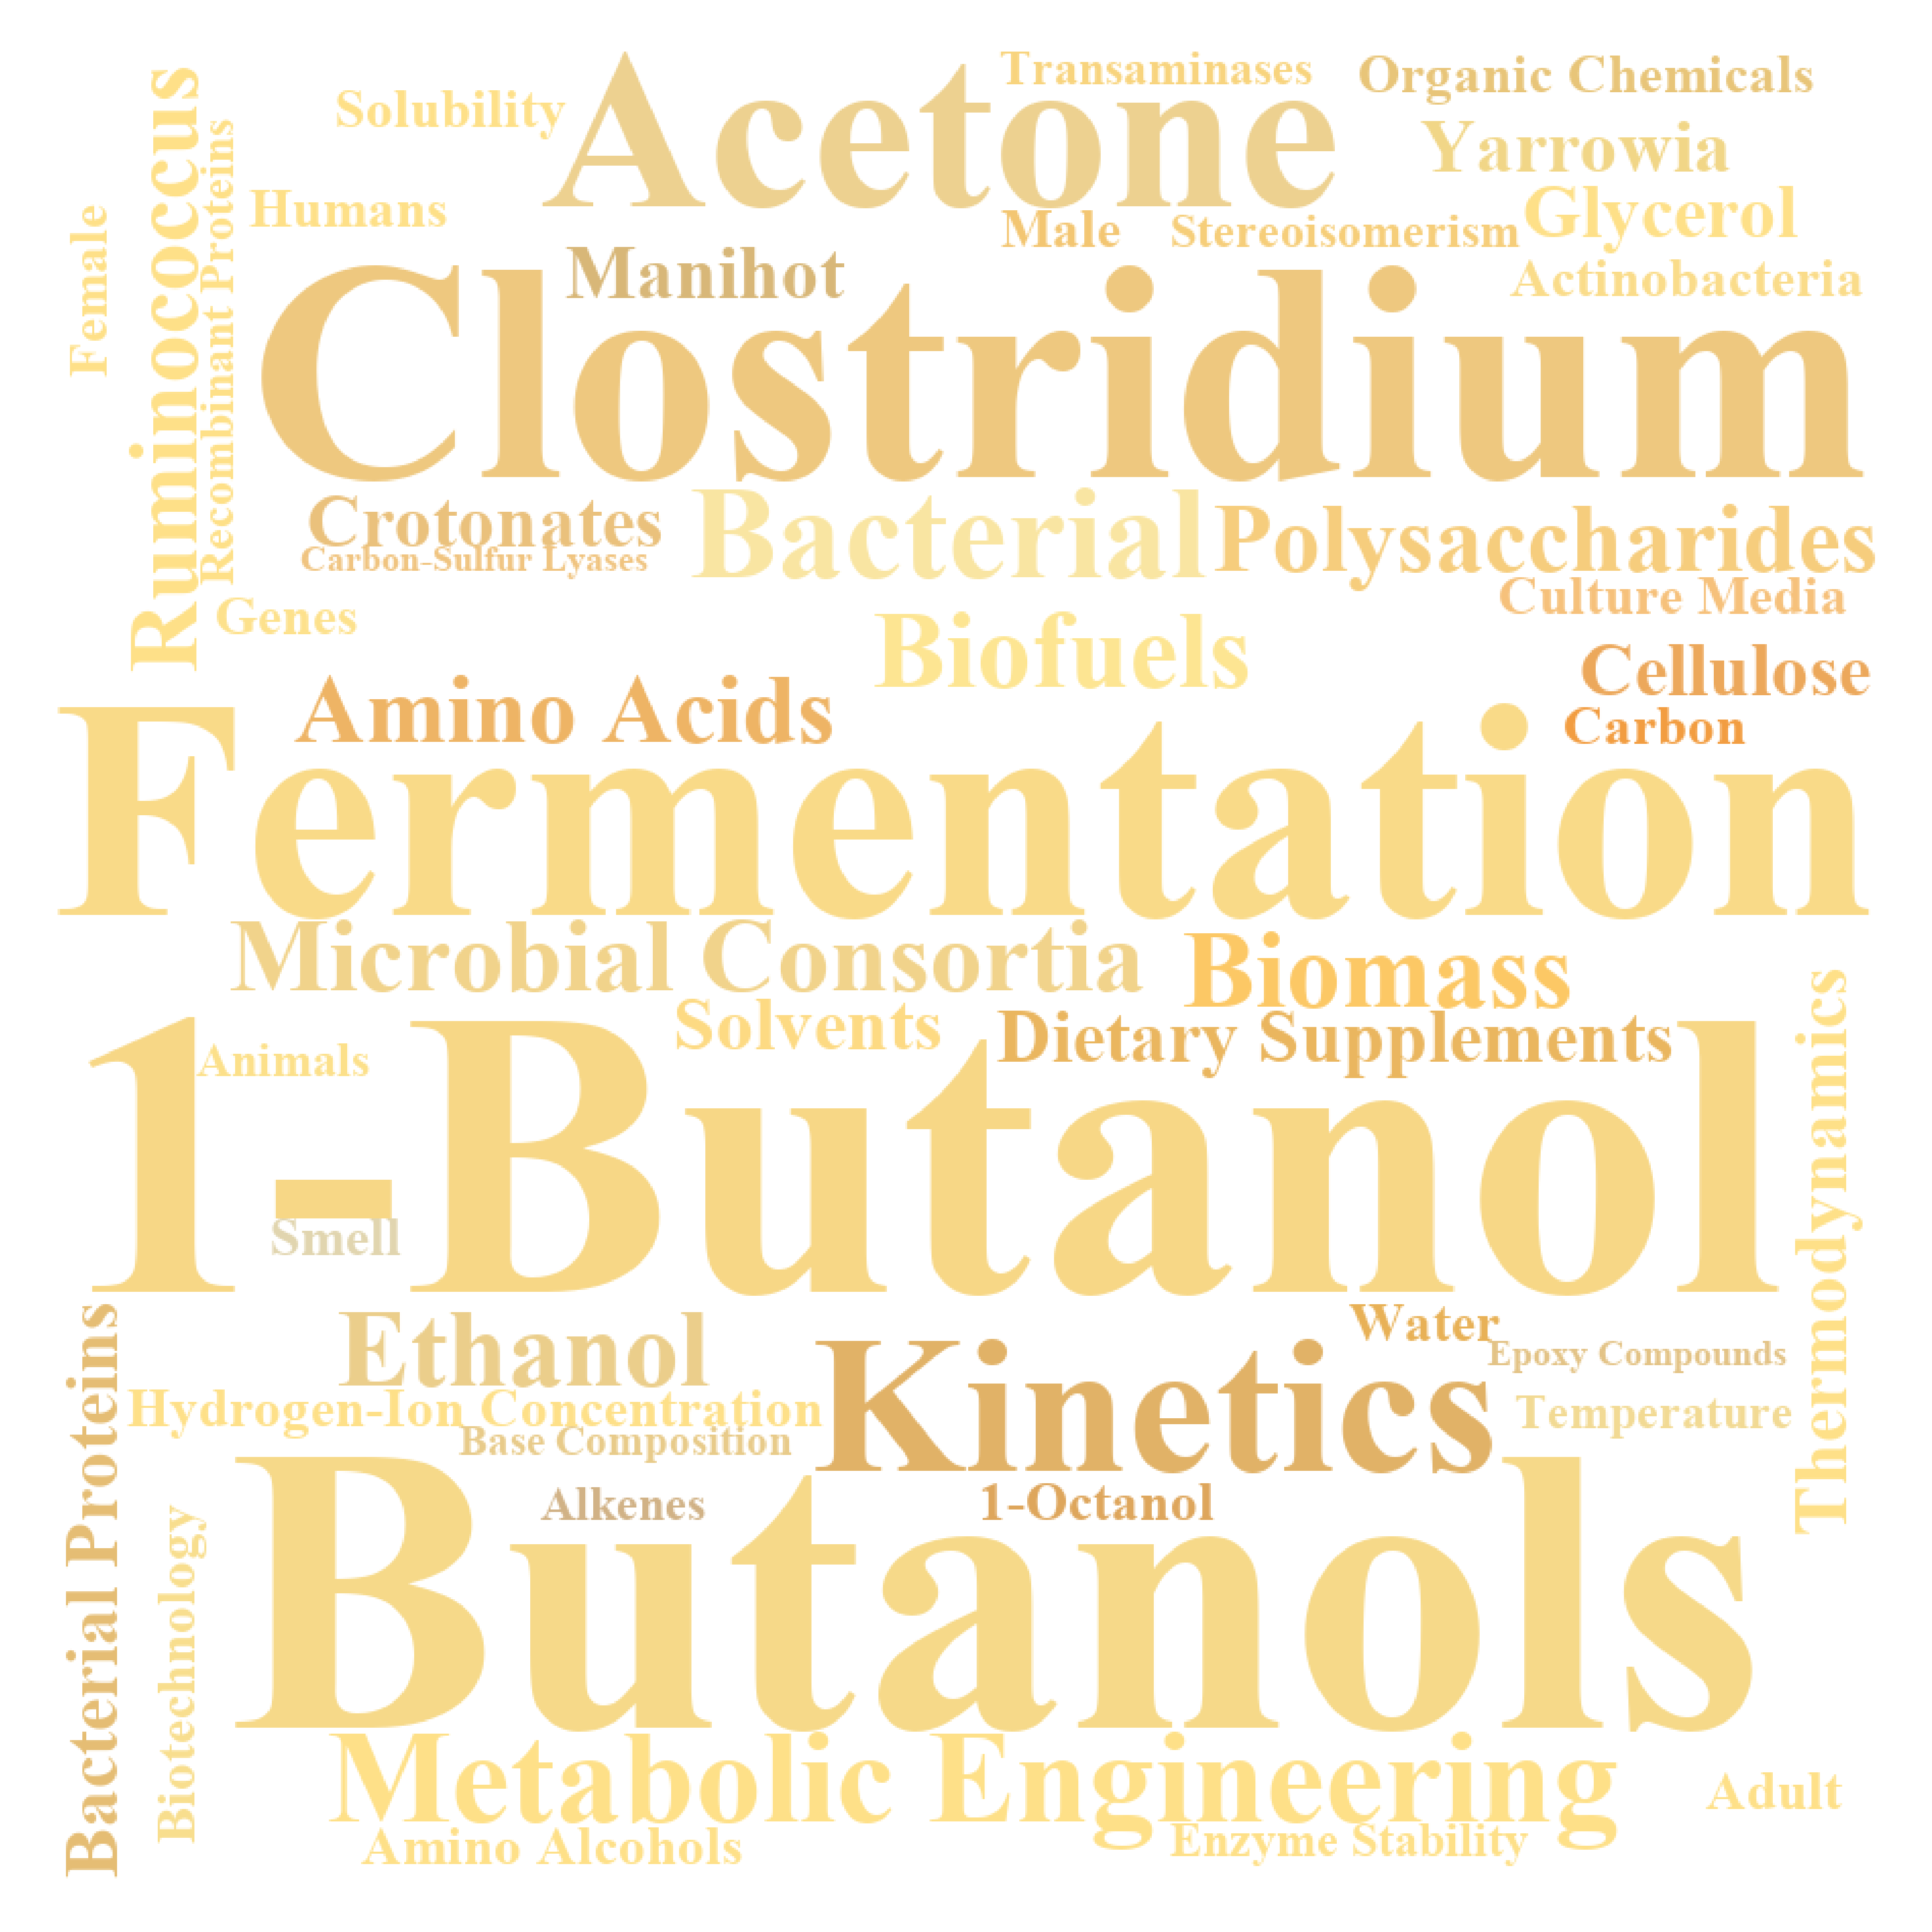 Acetone
Transaminases
Organic Chemicals
Solubility
Yarrowia
Ruminococcus
Recombinant Proteins
Female
Humans
Male
Stereoisomerism
Glycerol
Manihot
Actinobacteria
Clostridium
Crotonates
Bacterial
Polysaccharides
Carbon-Sulfur Lyases
Culture Media
Genes
Biofuels
Cellulose
Amino Acids
Carbon
Fermentation
Microbial Consortia
Biomass
Solvents
Dietary Supplements
Animals
1-Butanol
Thermodynamics
Smell
Ethanol
Water
Kinetics
Epoxy Compounds
Hydrogen-Ion Concentration
Temperature
Base Composition
Bacterial Proteins
Biotechnology
Alkenes
1-Octanol
Butanols
Metabolic Engineering
Adult
Amino Alcohols
Enzyme Stability